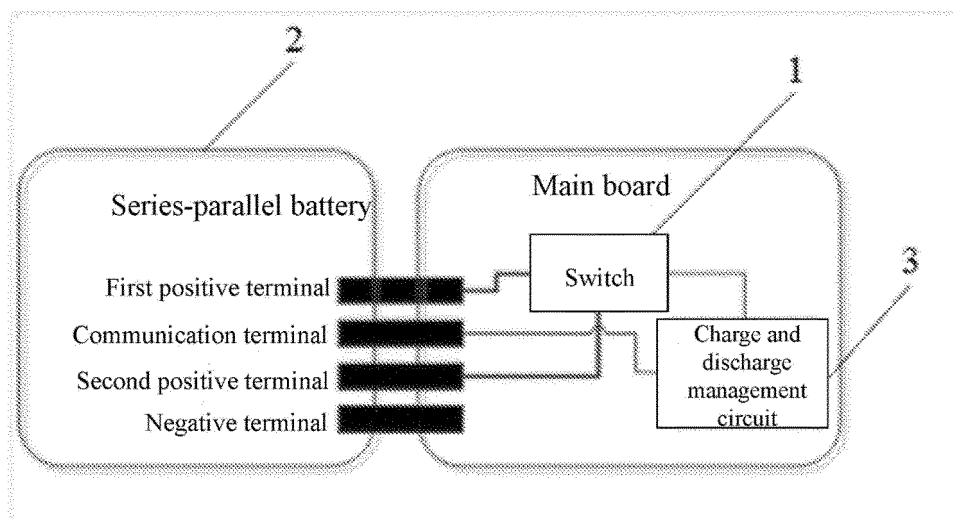 2
1
Main board
Series-parallel battery
Switch
3
First positive terminal
Communication terminal
Second positive terminal
Negative terminal
Charge and
discharge
management
circuit